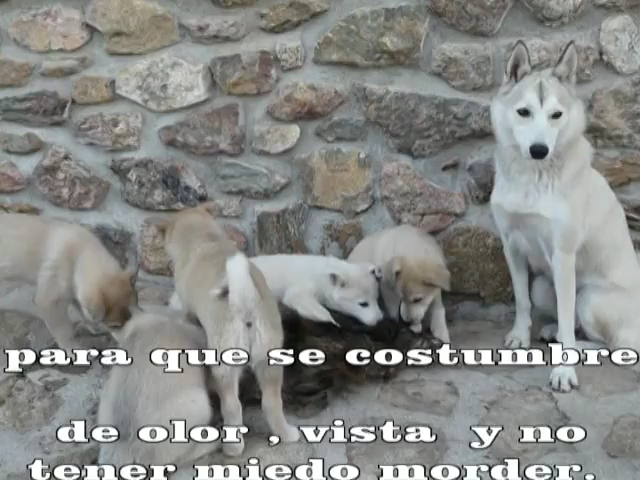 para que se costumbre
de olor , vista y no
tener miedo morder.